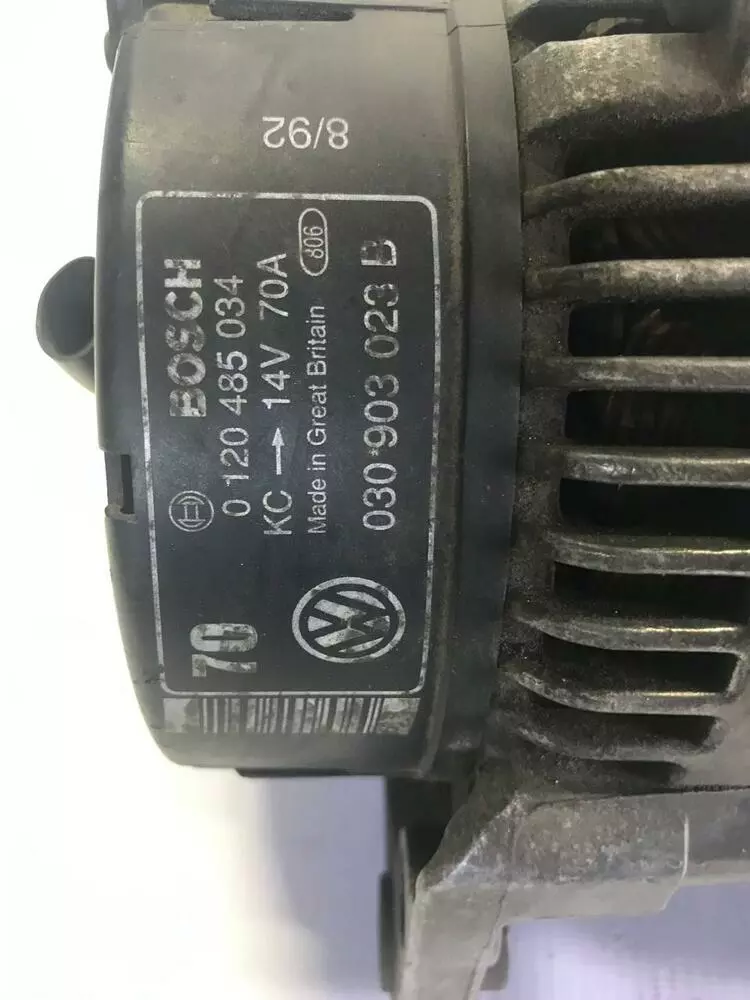 8/92
BOSCH
0 120 485 034
KC → 14V 70A
806
Made in Great Britain
030 903 023 B
70
VW